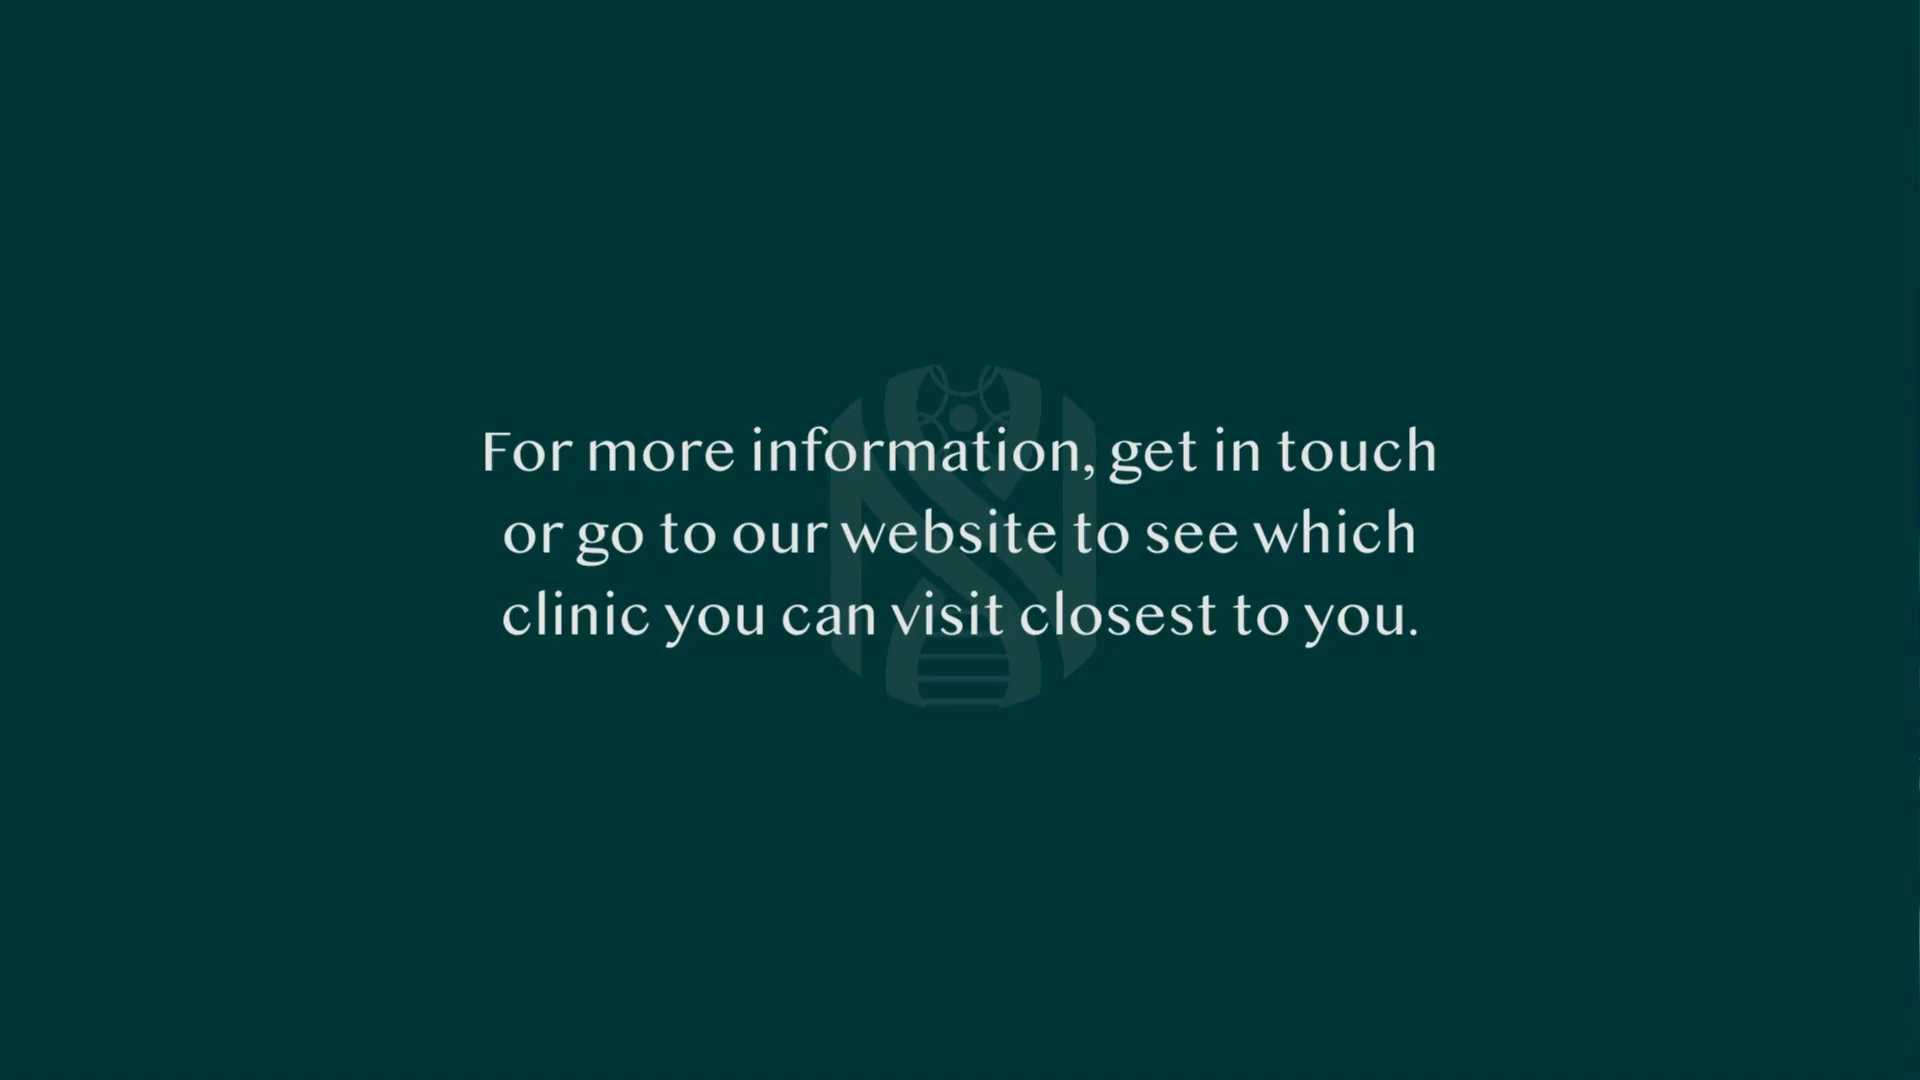 For more information, get in touch
or go to our website to see which
clinic you can visit closest to you.